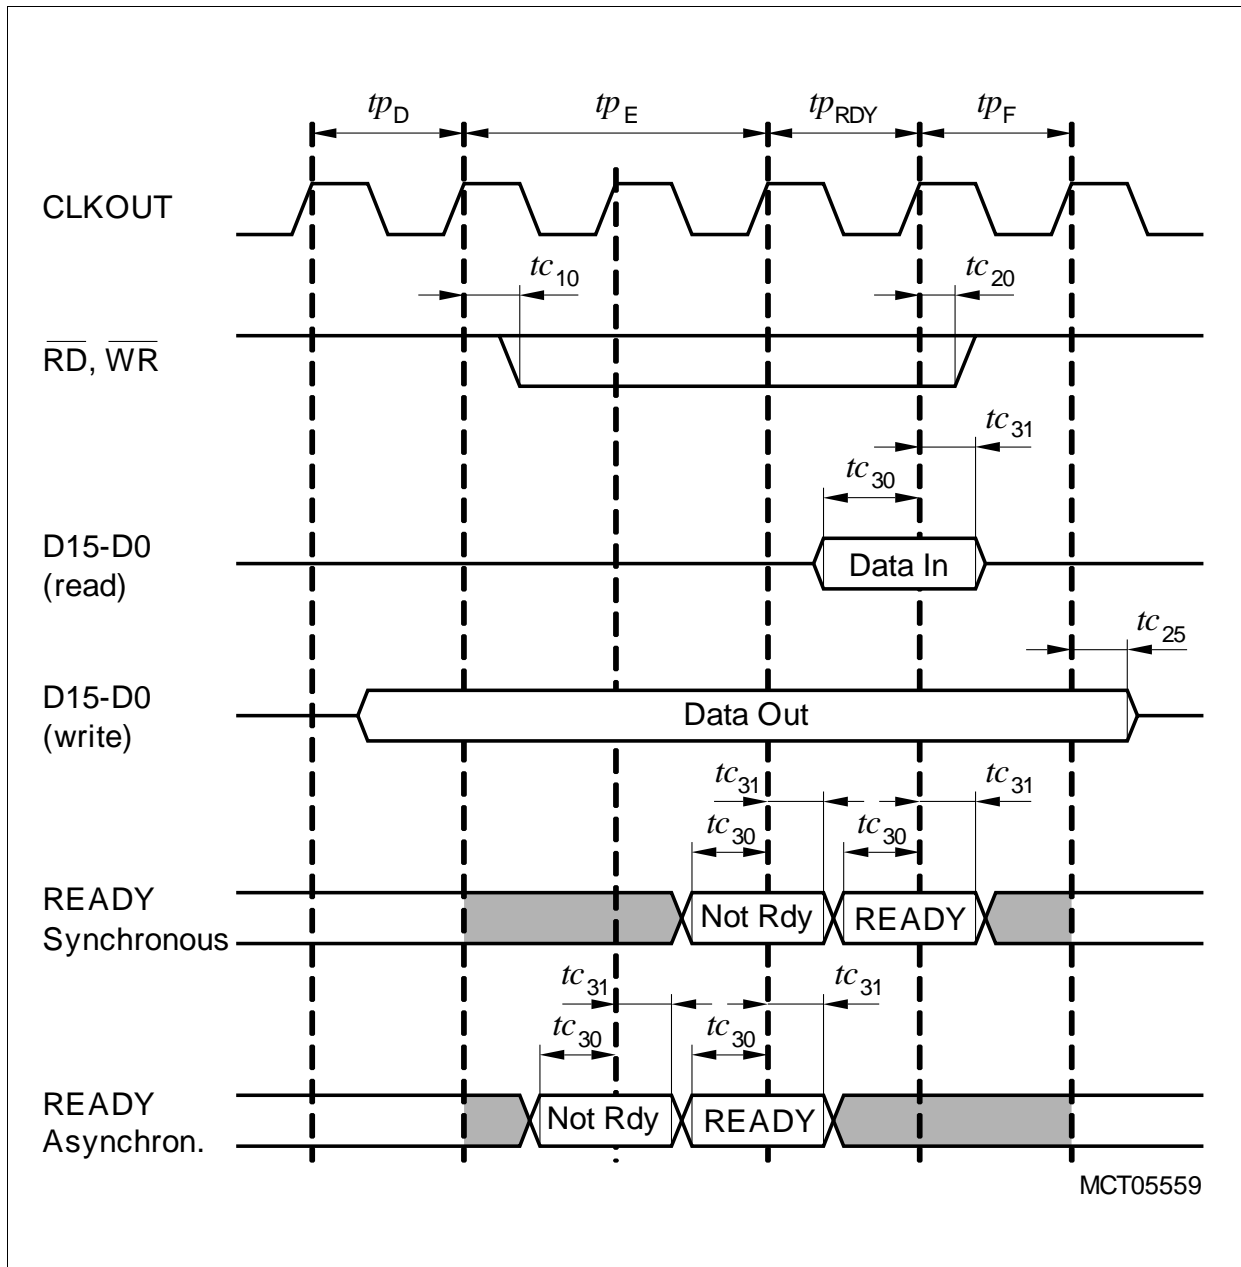 tpD tpE tpRDY tpF
CLKOUT
tc10 tc20
RD, WR
tc31
tc30
D15-D0
(read)
Data In
tc25
D15-D0
(write)
Data Out
tc31 tc31
tc30 tc30
READY
Synchronous
Not Rdy READY
tc31 tc31
tc30 tc30
READY
Asynchron.
Not Rdy READY
MCT05559